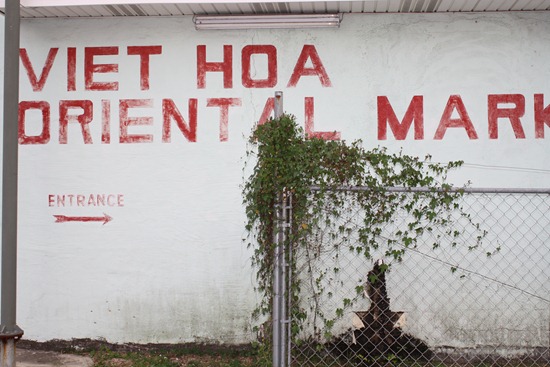 VIET HOA
ORIENTAL MARK
ENTRANCE